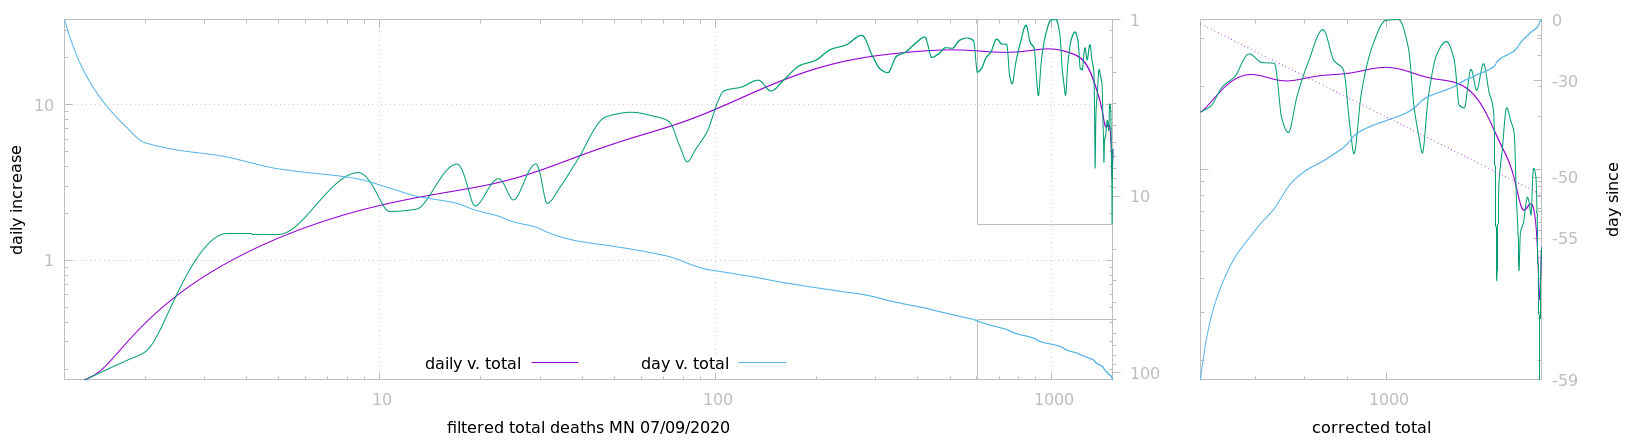 10
1
daily increase
daily v. total
day v. total
10
100
1000
filtered total deaths MN 07/09/2020
1
10
100
1000
corrected total
0
-30
-50
-55
-59
day since